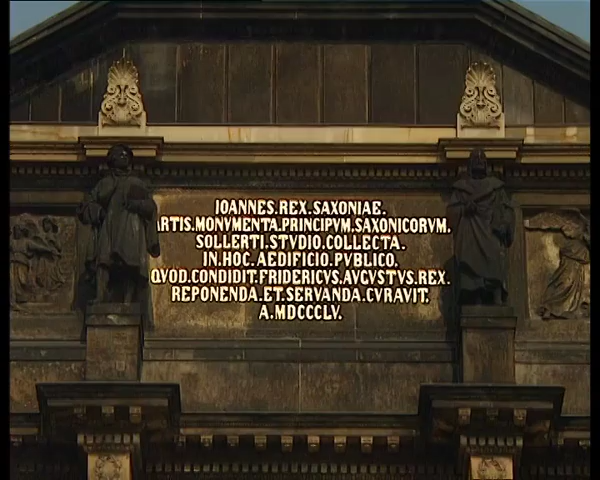 IOANNES.REX.SAXONIAE.
ARTIS.MONVMENTA.PRINCIPVM.SAXONICORVM.
SOLLERTI.STVDIO.COLLECTA.
IN.HOC.AEDIFICIO.PVBLICO.
QVOD.CONDIDIT.FRIDERICVS.AVGVSTVS.REX.
REPONENDA.ET.SERVANDA.CVRAVIT.
A.MDCCCLV.